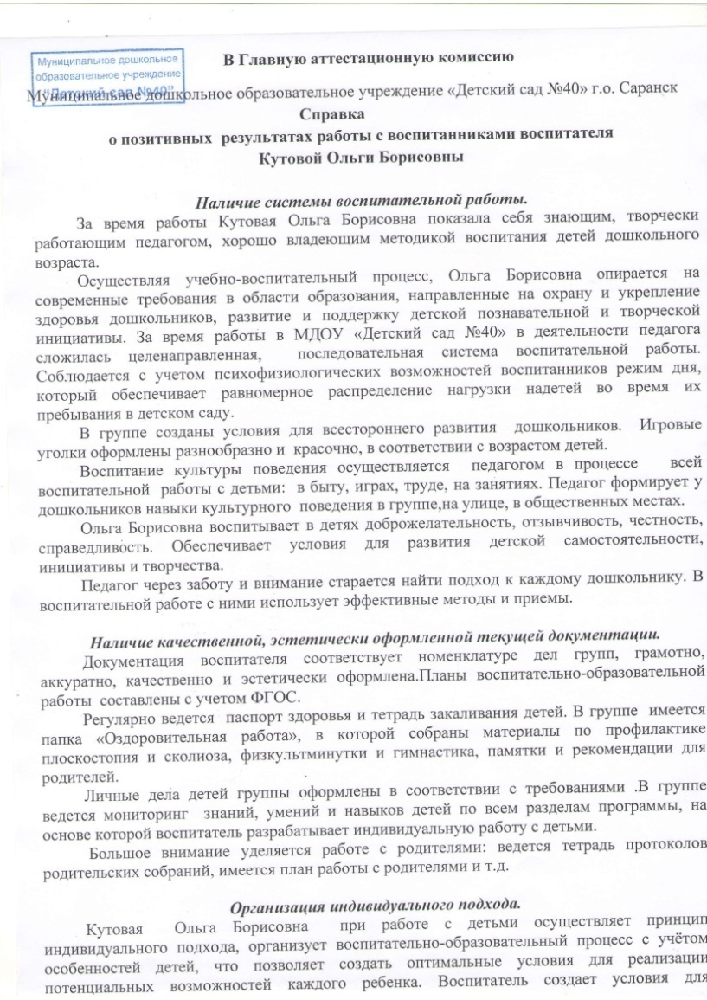 В Главную аттестационную комиссию
Муниципальное дошкольное
образовательное учреждение
"Детский сад №40"
Муниципальное дошкольное образовательное учреждение «Детский сад №40» г.о. Саранск
Справка
о позитивных результатах работы с воспитанниками воспитателя
Кутовой Ольги Борисовны
Наличие системы воспитательной работы.
За время работы Кутовая Ольга Борисовна показала себя знающим, творчески
работающим педагогом, хорошо владеющим методикой воспитания детей дошкольного
возраста.
Осуществляя учебно-воспитательный процесс, Ольга Борисовна опирается на
современные требования в области образования, направленные на охрану и укрепление
здоровья дошкольников, развитие и поддержку детской познавательной и творческой
инициативы. За время работы в МДОУ «Детский сад №40» в деятельности педагога
сложилась целенаправленная, последовательная система воспитательной работы.
Соблюдается с учетом психофизиологических возможностей воспитанников режим дня,
который обеспечивает равномерное распределение нагрузки надетей во время их
пребывания в детском саду.
В группе созданы условия для всестороннего развития дошкольников. Игровые
уголки оформлены разнообразно и красочно, в соответствии с возрастом детей.
Воспитание культуры поведения осуществляется педагогом в процессе всей
воспитательной работы с детьми: в быту, играх, труде, на занятиях. Педагог формирует у
дошкольников навыки культурного поведения в группе,на улице, в общественных местах.
Ольга Борисовна воспитывает в детях доброжелательность, отзывчивость, честность,
справедливость. Обеспечивает условия для развития детской самостоятельности,
инициативы и творчества.
Педагог через заботу и внимание старается найти подход к каждому дошкольнику. В
воспитательной работе с ними использует эффективные методы и приемы.
Наличие качественной, эстетически оформленной текущей документации.
Документация воспитателя соответствует номенклатуре дел групп, грамотно,
аккуратно, качественно и эстетически оформлена.Планы воспитательно-образовательной
работы составлены с учетом ФГОС.
Регулярно ведется паспорт здоровья и тетрадь закаливания детей. В группе имеется
папка «Оздоровительная работа», в которой собраны материалы по профилактике
плоскостопия и сколиоза, физкультминутки и гимнастика, памятки и рекомендации для
родителей.
Личные дела детей группы оформлены в соответствии с требованиями .В группе
ведется мониторинг знаний, умений и навыков детей по всем разделам программы, на
основе которой воспитатель разрабатывает индивидуальную работу с детьми.
Большое внимание уделяется работе с родителями: ведется тетрадь протоколов
родительских собраний, имеется план работы с родителями и т.д.
Организация индивидуального подхода.
Кутовая Ольга Борисовна при работе с детьми осуществляет принцип
индивидуального подхода, организует воспитательно-образовательный процесс с учётом
особенностей детей, что позволяет создать оптимальные условия для реализации
потенциальных возможностей каждого ребенка. Воспитатель создает условия для